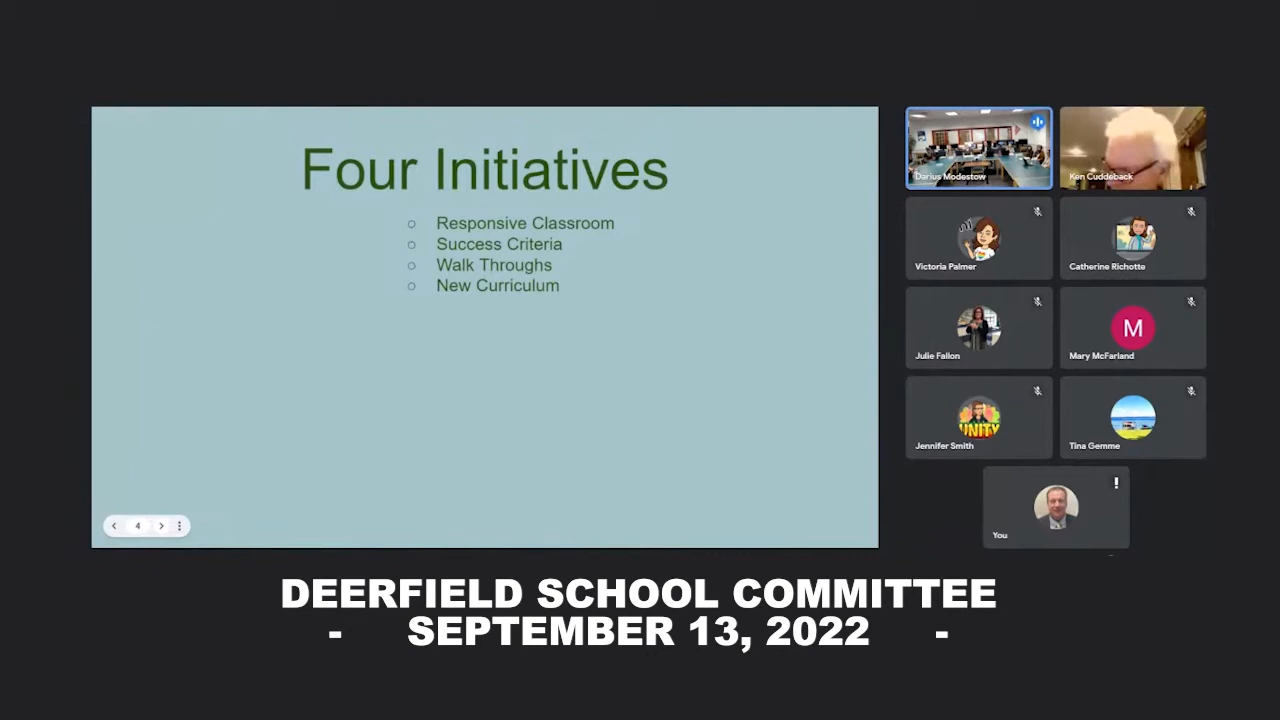 Four Initiatives
Responsive Classroom
Success Criteria
Walk Throughs
New Curriculum
4
Darius Modestow
Ken Cuddeback
Victoria Palmer
Catherine Richotte
Julie Fallon
M
Mary McFarland
UNITY
Jennifer Smith
Tina Gemme
You
DEERFIELD SCHOOL COMMITTEE
- SEPTEMBER 13, 2022 -